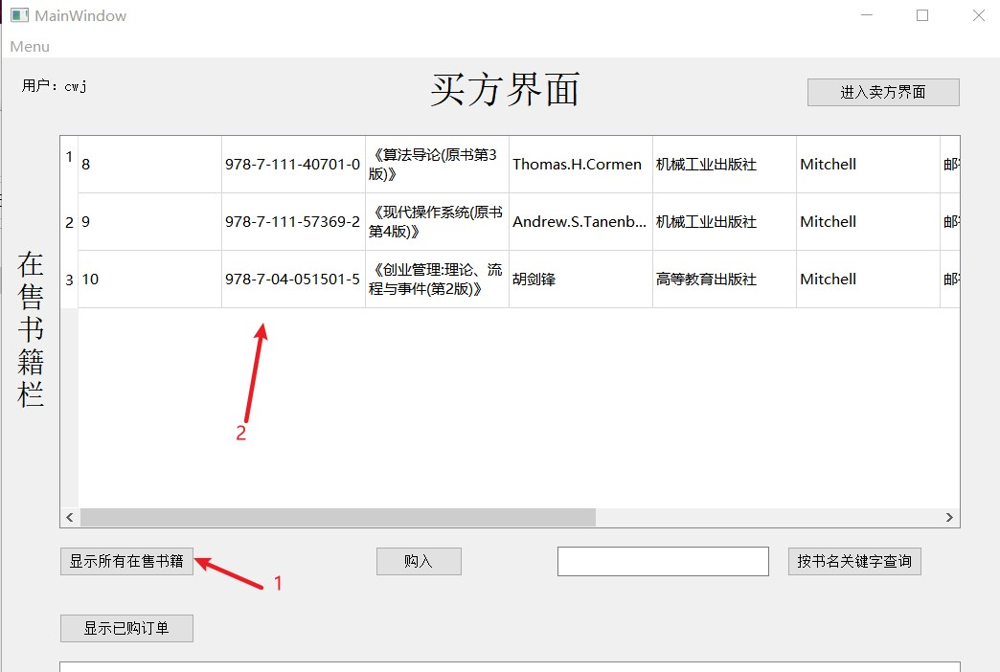 MainWindow
Menu
用户：cwj
买方界面
进入卖方界面
在售书籍栏
1 8 978-7-111-40701-0 《算法导论(原书第3 Thomas.H.Cormen 机械工业出版社 Mitchell
版)》
2 9 978-7-111-57369-2 《现代操作系统(原书 Andrew.S.Tanenb... 机械工业出版社 Mitchell
第4版)》
3 10 978-7-04-051501-5 《创业管理:理论、流 胡剑锋 高等教育出版社 Mitchell
程与事件(第2版)》
2
显示所有在售书籍
1
购入
按书名关键字查询
显示已购订单